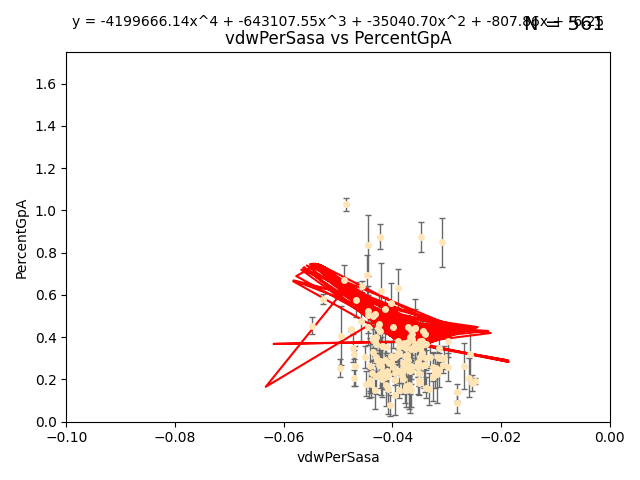 y = -4199666.14x^4 + -643107.55x^3 + -35040.70x^2 + -807.86x +
N = 561
vdwPerSasa vs PercentGpA
1.6
1.4
1.2
1.0
0.8
0.6
0.4
0.2
0.0
PercentGpA
-0.10 -0.08 -0.06 -0.04 -0.02 0.00
vdwPerSasa